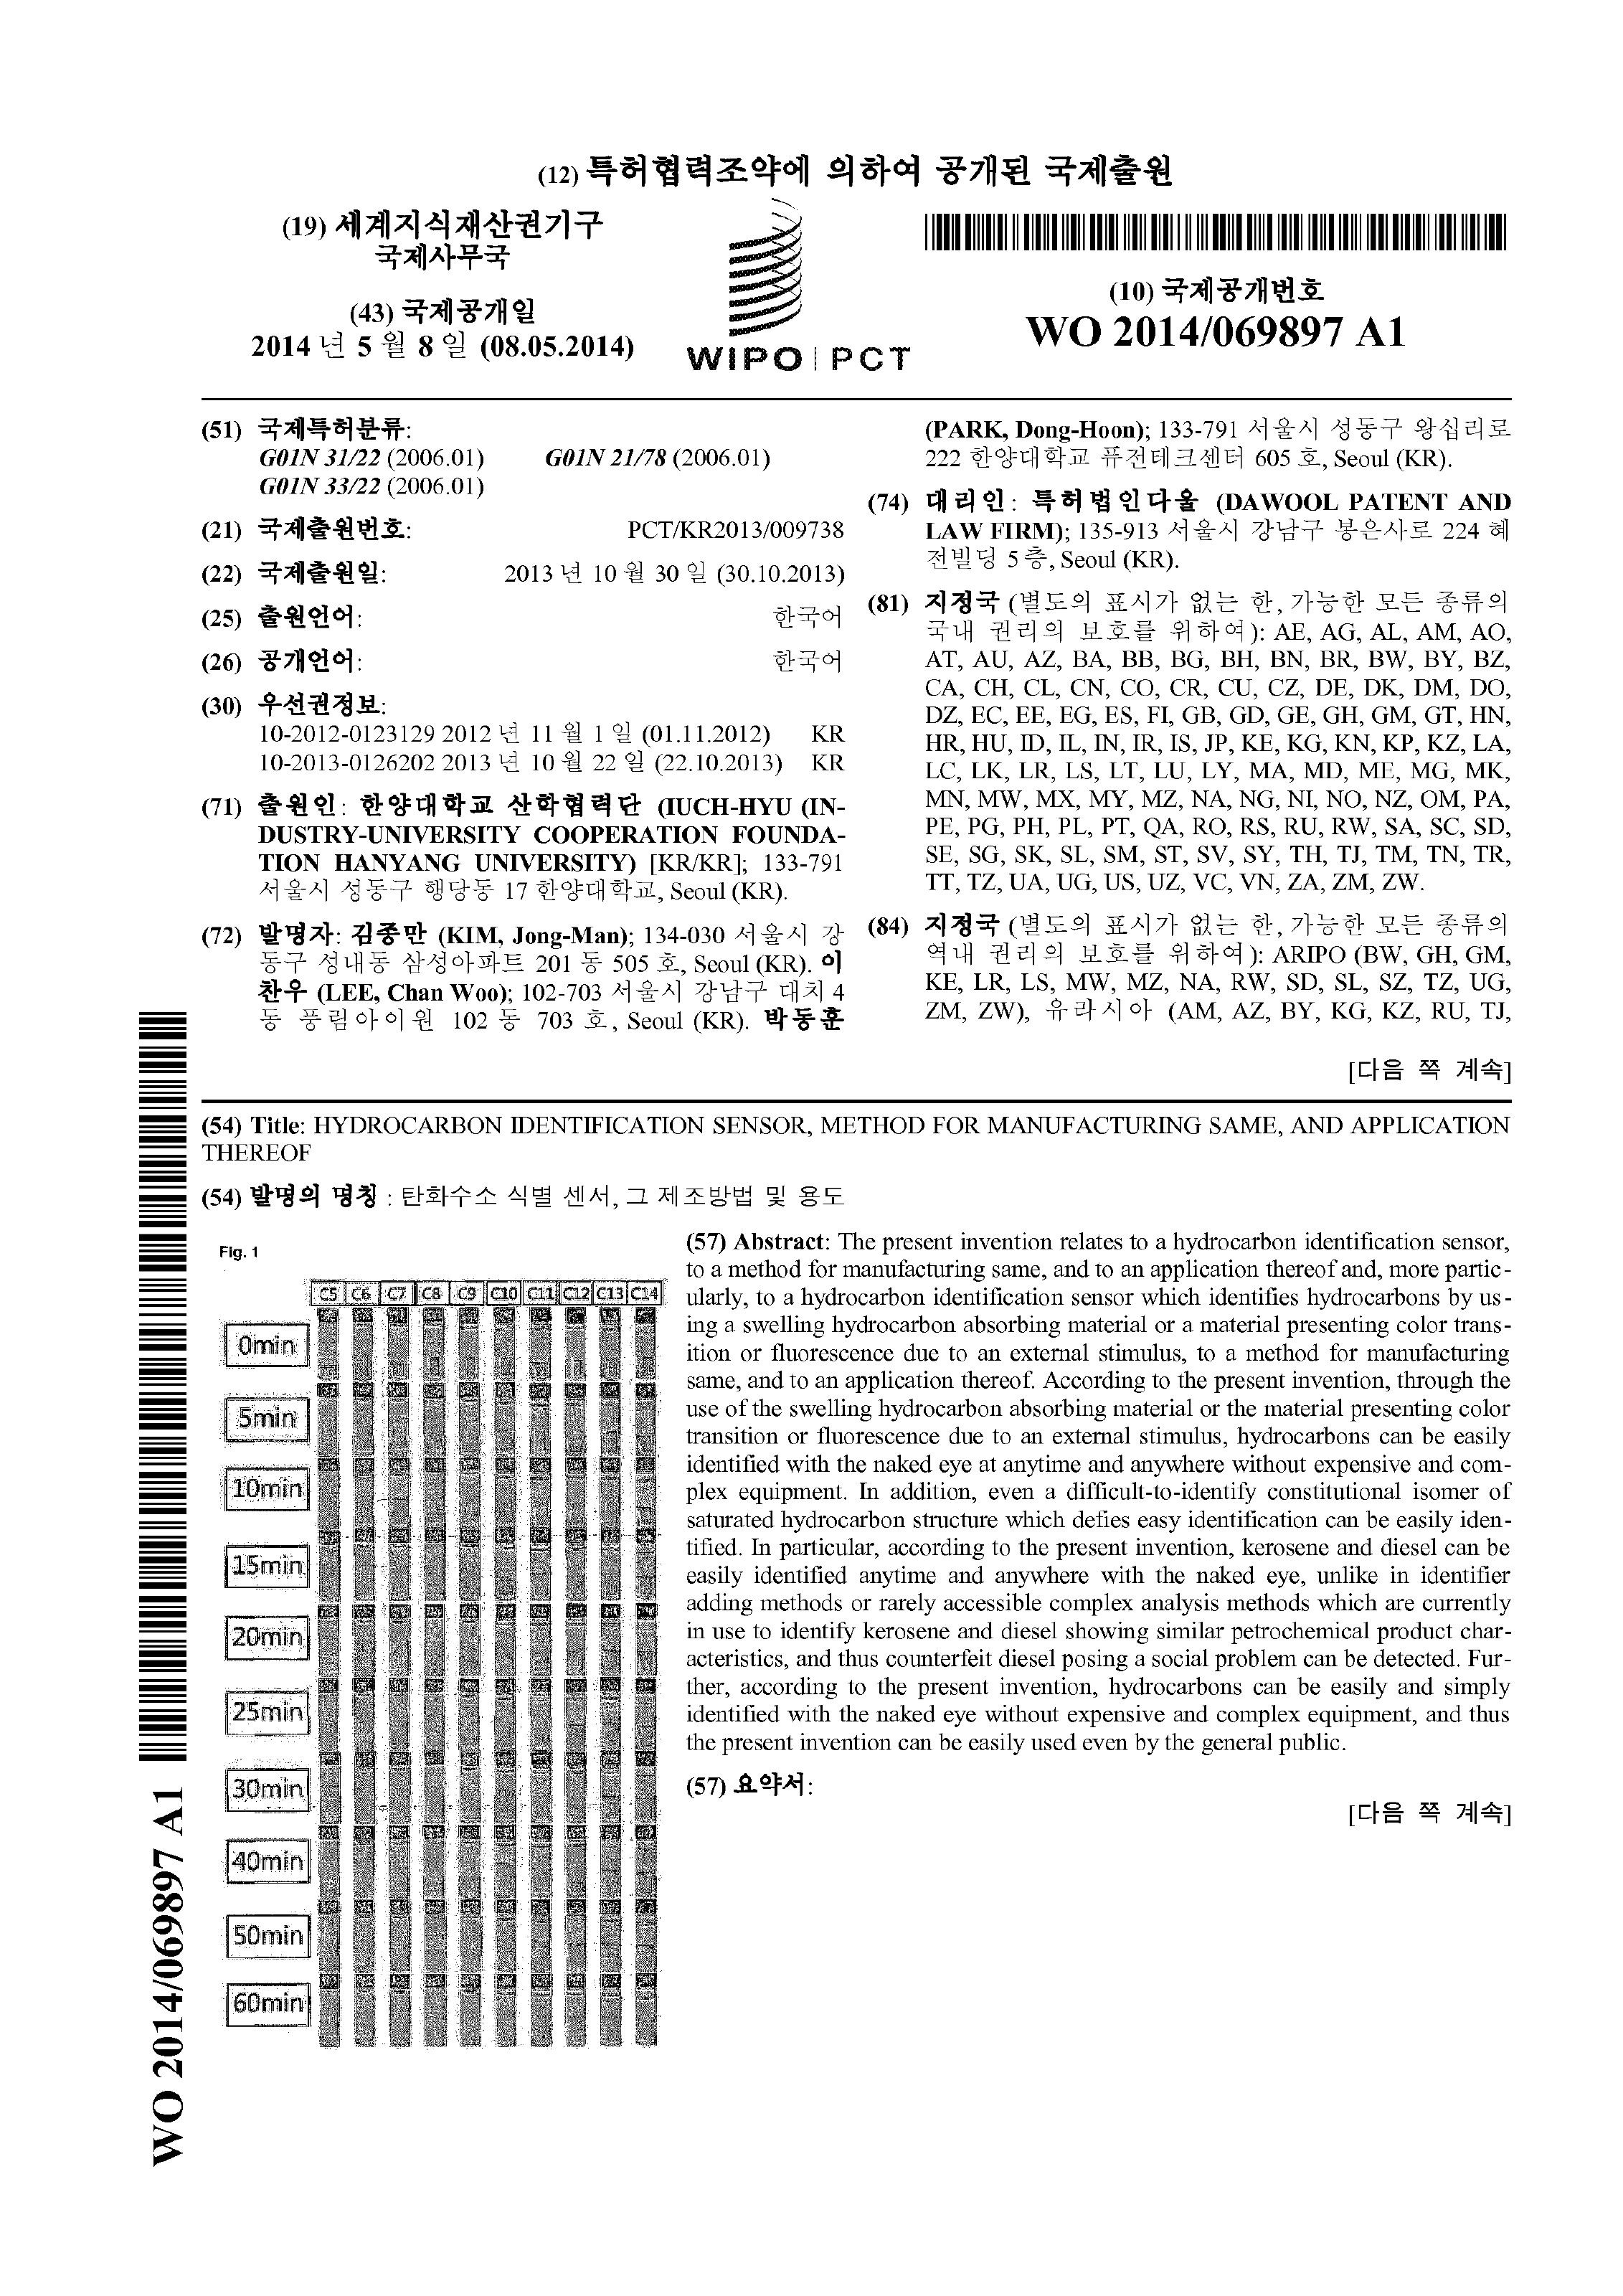 (12) 특허협력조약에 의하여 공개된 국제출원
(19) 세계지식재산권기구
국제사무국
(43) 국제공개일
2014 년 5 월 8 일 (08.05.2014)
WIPO | PCT
(10) 국제공개번호
WO 2014/069897 A1
(51) 국제특허분류:
G01N 31/22 (2006.01) G01N 21/78 (2006.01)
G01N 33/22 (2006.01)
(21) 국제출원번호: PCT/KR2013/009738
(22) 국제출원일: 2013 년 10 월 30 일 (30.10.2013)
(25) 출원언어: 한국어
(26) 공개언어: 한국어
(30) 우선권정보:
10-2012-0123129 2012 년 11 월 1 일 (01.11.2012) KR
10-2013-0126202 2013 년 10 월 22 일 (22.10.2013) KR
(71) 출원인: 한양대학교 산학협력단 (IUCH-HYU (IN-
DUSTRY-UNIVERSITY COOPERATION FOUNDA-
TION HANYANG UNIVERSITY) [KR/KR]; 133-791
서울시 성동구 행당동 17 한양대학교, Seoul (KR).
(72) 발명자: 김종만 (KIM, Jong-Man); 134-030 서울시 강
동구 성내동 삼성아파트 201 동 505 호, Seoul (KR). 이
찬우 (LEE, Chan Woo); 102-703 서울시 강남구 대치 4
동 풍림아이원 102 동 703 호, Seoul (KR). 박동훈
(PARK, Dong-Hoon); 133-791 서울시 성동구 왕십리로
222 한양대학교 퓨전테크센터 605 호, Seoul (KR).
(74) 대리인: 특허법인다울 (DAWOOL PATENT AND
LAW FIRM); 135-913 서울시 강남구 봉은사로 224 혜
전빌딩 5 층, Seoul (KR).
(81) 지정국 (별도의 표시가 없는 한, 가능한 모든 종류의
국내 권리의 보호를 위하여): AE, AG, AL, AM, AO,
AT, AU, AZ, BA, BB, BG, BH, BN, BR, BW, BY, BZ,
CA, CH, CL, CN, CO, CR, CU, CZ, DE, DK, DM, DO,
DZ, EC, EE, EG, ES, FI, GB, GD, GE, GH, GM, GT, HN,
HR, HU, ID, IL, IN, IR, IS, JP, KE, KG, KN, KP, KZ, LA,
LC, LK, LR, LS, LT, LU, LY, MA, MD, ME, MG, MK,
MN, MW, MX, MY, MZ, NA, NG, NI, NO, NZ, OM, PA,
PE, PG, PH, PL, PT, QA, RO, RS, RU, RW, SA, SC, SD,
SE, SG, SK, SL, SM, ST, SV, SY, TH, TJ, TM, TN, TR,
TT, TZ, UA, UG, US, UZ, VC, VN, ZA, ZM, ZW.
(84) 지정국 (별도의 표시가 없는 한, 가능한 모든 종류의
역내 권리의 보호를 위하여): ARIPO (BW, GH, GM,
KE, LR, LS, MW, MZ, NA, RW, SD, SL, SZ, TZ, UG,
ZM, ZW), 유라시아 (AM, AZ, BY, KG, KZ, RU, TJ,
[다음 쪽 계속]
(54) Title: HYDROCARBON IDENTIFICATION SENSOR, METHOD FOR MANUFACTURING SAME, AND APPLICATION
THEREOF
(54) 발명의 명칭 : 탄화수소 식별 센서, 그 제조방법 및 용도
Fig. 1
C5 C6 C7 C8 C9 C10 C11 C12 C13 C14
0min
5min
10min
15min
20min
25min
30min
40min
50min
60min
(57) Abstract: The present invention relates to a hydrocarbon identification sensor,
to a method for manufacturing same, and to an application thereof and, more partic-
ularly, to a hydrocarbon identification sensor which identifies hydrocarbons by us-
ing a swelling hydrocarbon absorbing material or a material presenting color trans-
ition or fluorescence due to an external stimulus, to a method for manufacturing
same, and to an application thereof. According to the present invention, through the
use of the swelling hydrocarbon absorbing material or the material presenting color
transition or fluorescence due to an external stimulus, hydrocarbons can be easily
identified with the naked eye at anytime and anywhere without expensive and com-
plex equipment. In addition, even a difficult-to-identify constitutional isomer of
saturated hydrocarbon structure which defies easy identification can be easily iden-
tified. In particular, according to the present invention, kerosene and diesel can be
easily identified anytime and anywhere with the naked eye, unlike in identifier
adding methods or rarely accessible complex analysis methods which are currently
in use to identify kerosene and diesel showing similar petrochemical product char-
acteristics, and thus counterfeit diesel posing a social problem can be detected. Fur-
ther, according to the present invention, hydrocarbons can be easily and simply
identified with the naked eye without expensive and complex equipment, and thus
the present invention can be easily used even by the general public.
(57) 요약서:
[다음 쪽 계속]
WO 2014/069897 A1